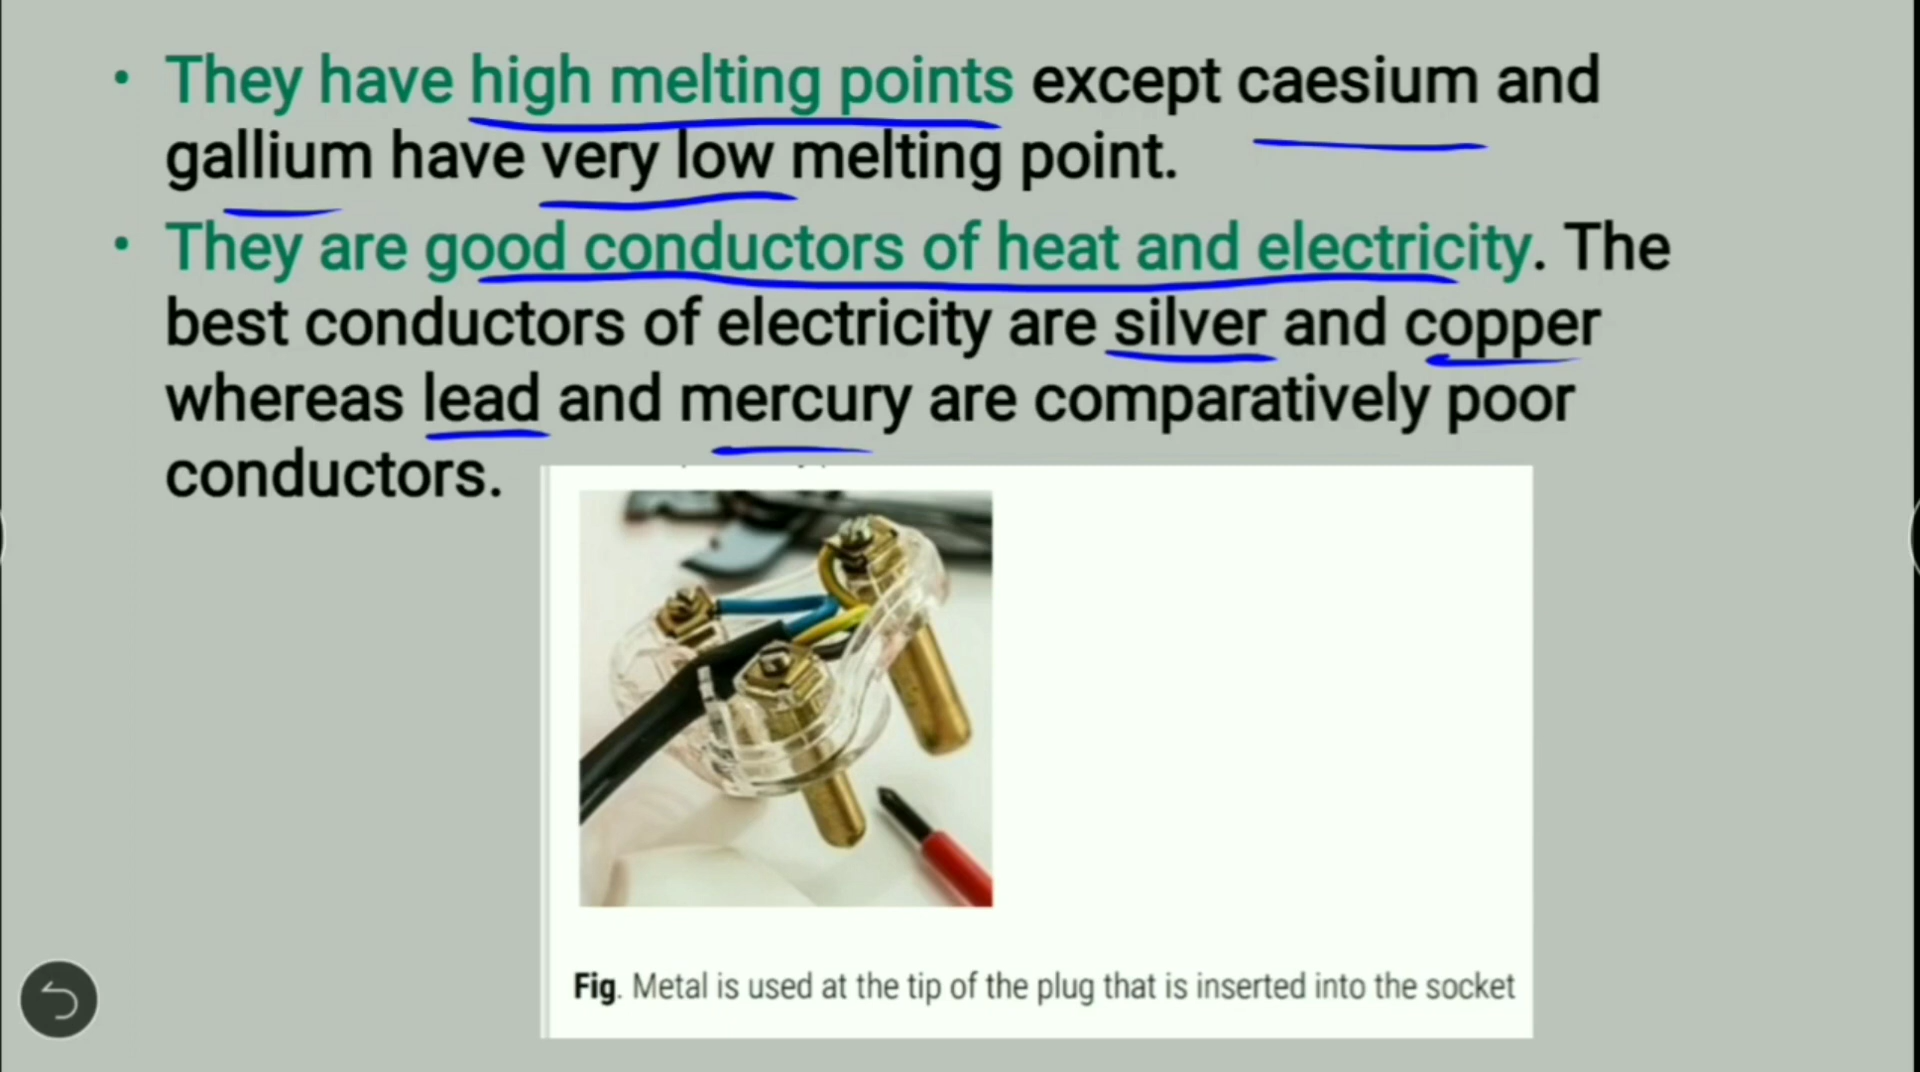 • They have high melting points except caesium and
gallium have very low melting point.
• They are good conductors of heat and electricity. The
best conductors of electricity are silver and copper
whereas lead and mercury are comparatively poor
conductors.
Fig. Metal is used at the tip of the plug that is inserted into the socket